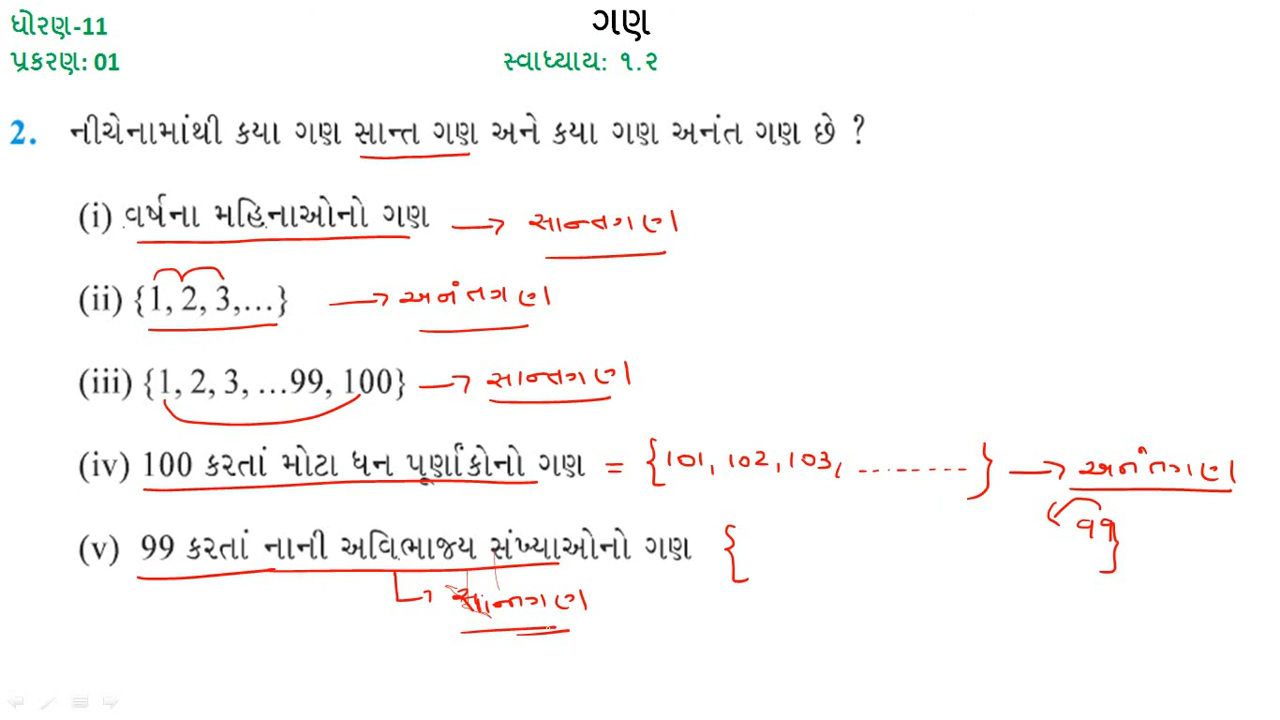 ધોરણ-11
ગણ
પ્રકરણ: 01
સ્વાધ્યાય: ૧.૨
2. નીચેનામાંથી કયા ગણ સાન્ત ગણ અને કયા ગણ અનંત ગણ છે ?
(i) વર્ષના મહિનાઓનો ગણ → સાન્તગણ
(ii) {1, 2, 3,...} → અનંતગણ
(iii) {1, 2, 3, ...99, 100} → સાન્તગણ
(iv) 100 કરતાં મોટા ધન પૂર્ણાંકોનો ગણ = {101, 102, 103, ........} → અનંતગણ
(v) 99 કરતાં નાની અવિભાજ્ય સંખ્યાઓનો ગણ { 99 }
→ સાન્તગણ